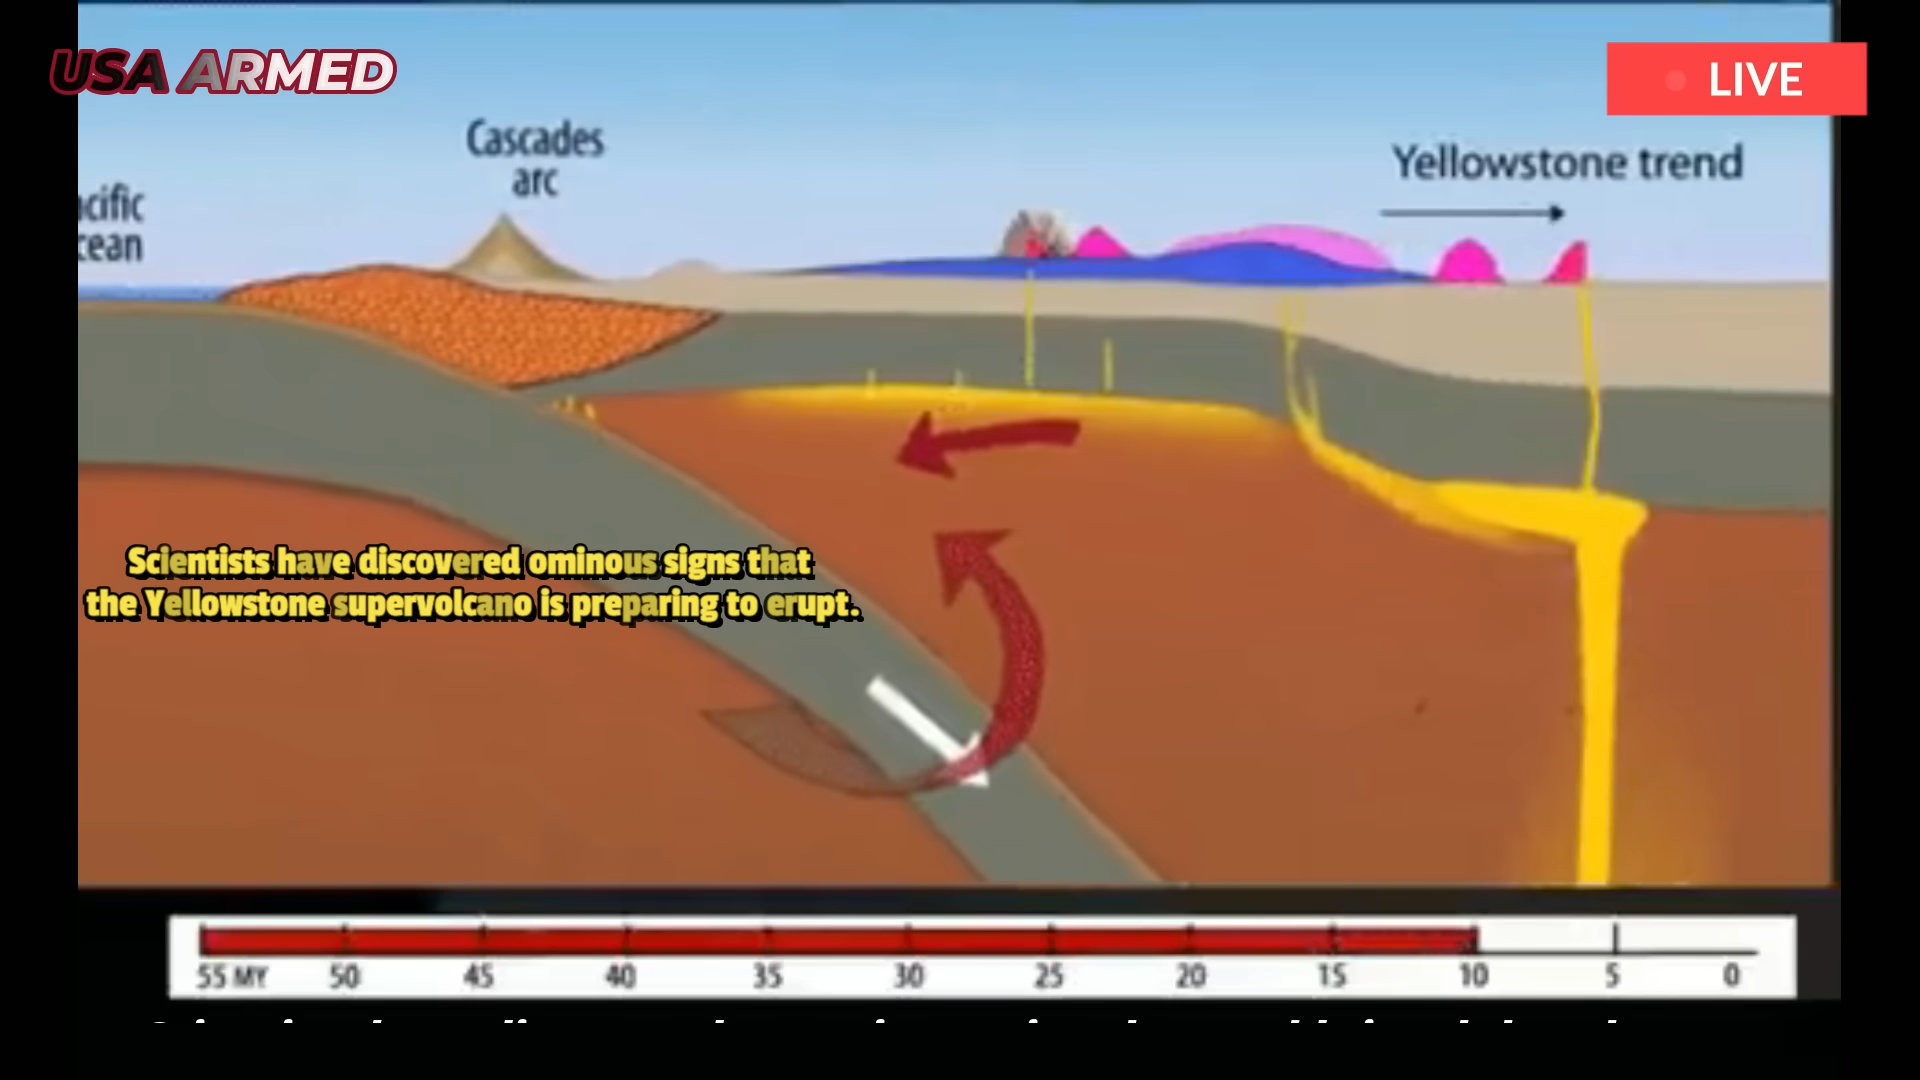 USA ARMED
LIVE
Cascades
arc
Yellowstone trend
cific
cean
Scientists have discovered ominous signs that
the Yellowstone supervolcano is preparing to erupt.
55 MY 50 45 40 35 30 25 20 15 10 5 0